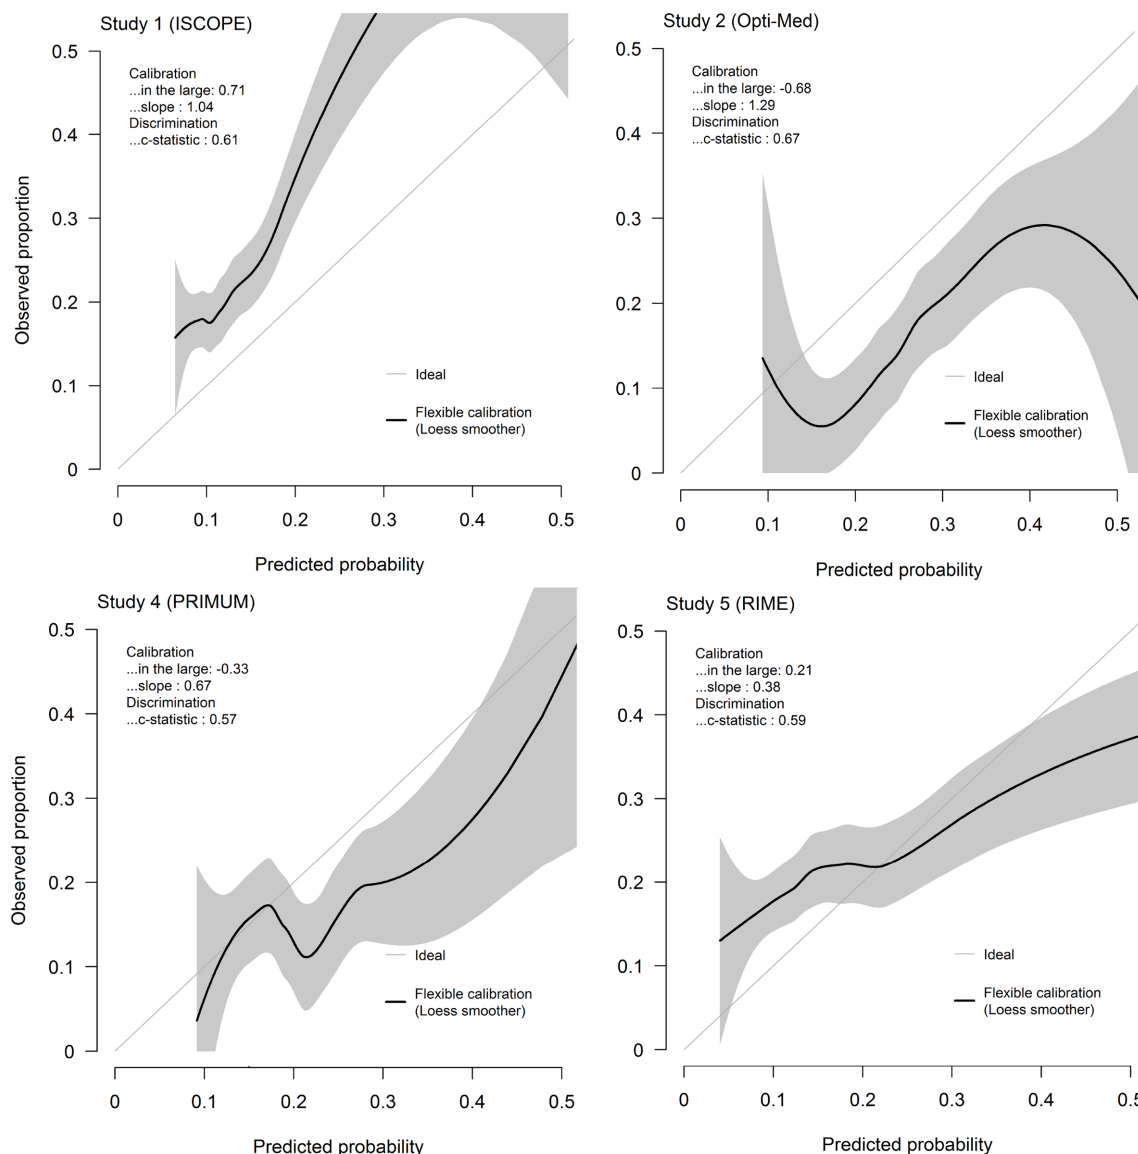 Study 1 (ISCOPE)
Calibration
...in the large: 0.71
...slope : 1.04
Discrimination
...c-statistic : 0.61
Observed proportion
0.5
0.4
0.3
0.2
0.1
0
Ideal
Flexible calibration
(Loess smoother)
0 0.1 0.2 0.3 0.4 0.5
Predicted probability
Study 2 (Opti-Med)
Calibration
...in the large: -0.68
...slope : 1.29
Discrimination
...c-statistic : 0.67
0.5
0.4
0.3
0.2
0.1
0
Ideal
Flexible calibration
(Loess smoother)
0 0.1 0.2 0.3 0.4 0.5
Predicted probability
Study 4 (PRIMUM)
Calibration
...in the large: -0.33
...slope : 0.67
Discrimination
...c-statistic : 0.57
Observed proportion
0.5
0.4
0.3
0.2
0.1
0
Ideal
Flexible calibration
(Loess smoother)
0 0.1 0.2 0.3 0.4 0.5
Predicted probability
Study 5 (RIME)
Calibration
...in the large: 0.21
...slope : 0.38
Discrimination
...c-statistic : 0.59
0.5
0.4
0.3
0.2
0.1
0
Ideal
Flexible calibration
(Loess smoother)
0 0.1 0.2 0.3 0.4 0.5
Predicted probability